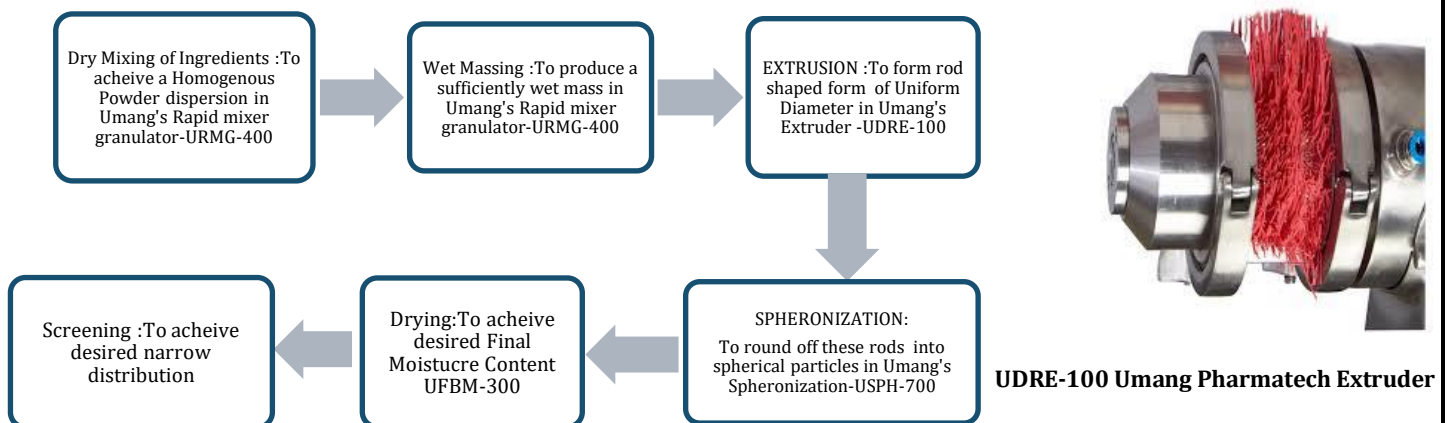 Dry Mixing of Ingredients :To
acheive a Homogenous
Powder dispersion in
Umang's Rapid mixer
granulator-URMG-400
Wet Massing :To produce a
sufficiently wet mass in
Umang's Rapid mixer
granulator-URMG-400
EXTRUSION :To form rod
shaped form of Uniform
Diameter in Umang's
Extruder -UDRE-100
SPHERONIZATION:
To round off these rods into
spherical particles in Umang's
Spheronization-USPH-700
Drying:To acheive
desired Final
Moistucre Content
UFBM-300
Screening :To acheive
desired narrow
distribution
UDRE-100 Umang Pharmatech Extruder